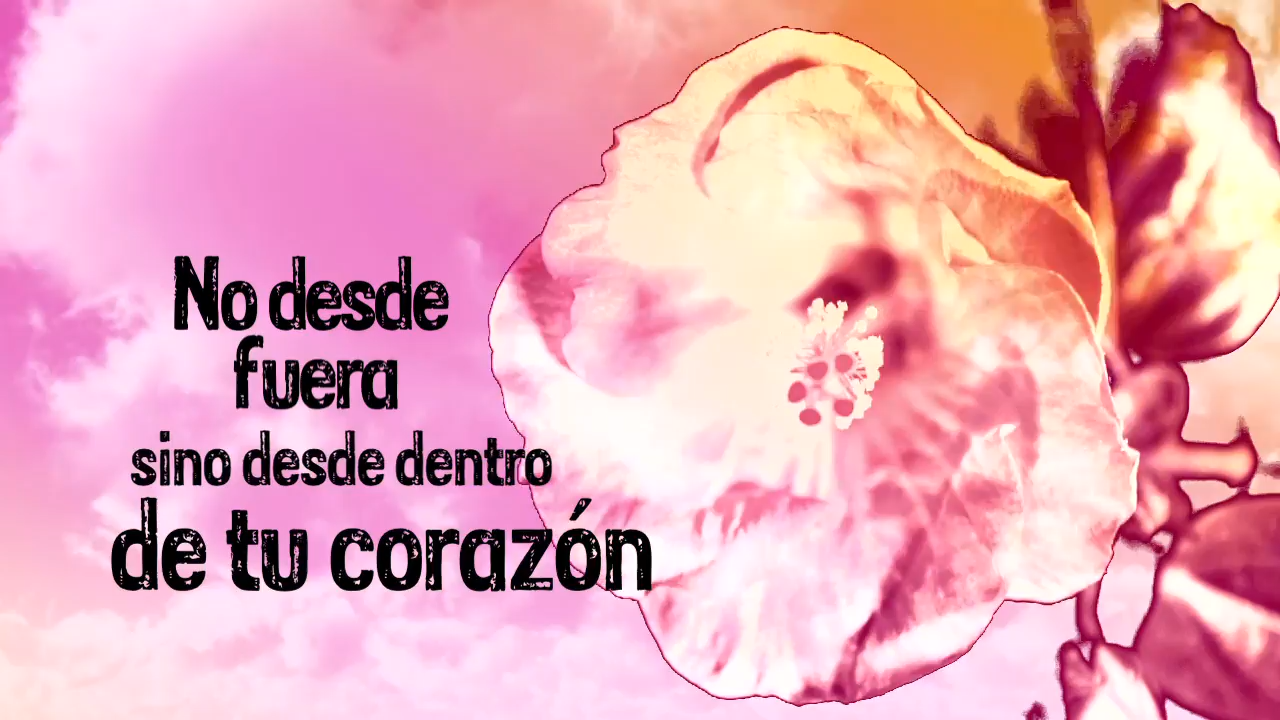 No desde
fuera
sino desde dentro
de tu corazón